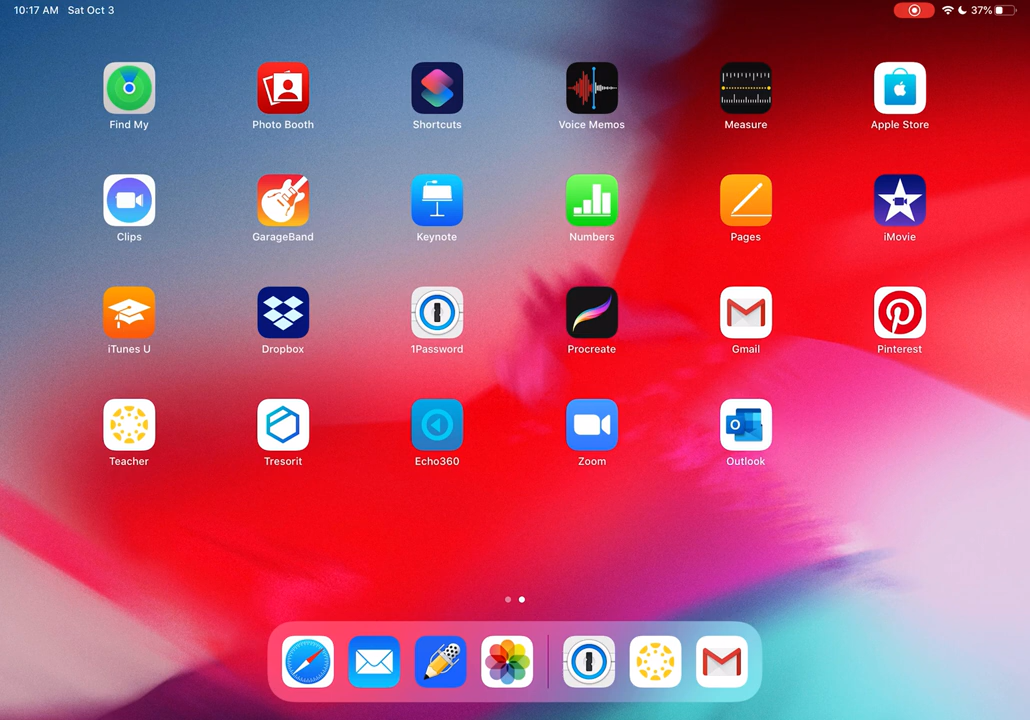 10:17 AM Sat Oct 3 37%
Find My Photo Booth Shortcuts Voice Memos Measure Apple Store
Clips GarageBand Keynote Numbers Pages iMovie
iTunes U Dropbox 1Password Procreate Gmail Pinterest
Teacher Tresorit Echo360 Zoom Outlook